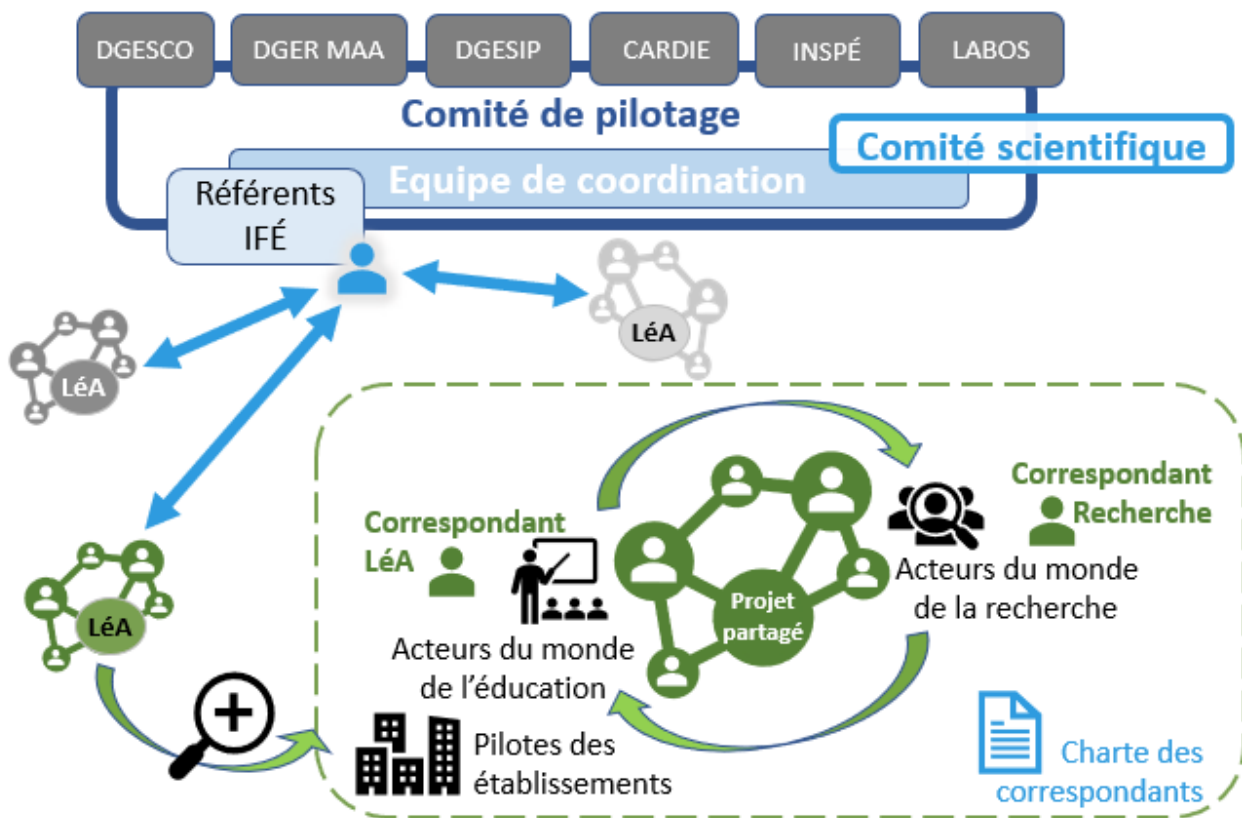 DGESCO
DGER MAA
DGESIP
CARDIE
INSPÉ
LABOS
Comité de pilotage
Comité scientifique
Equipe de coordination
Référents
IFÉ
LéA
LéA
LéA
Correspondant
LéA
Correspondant
Recherche
Projet
partagé
Acteurs du monde
de la recherche
Acteurs du monde
de l'éducation
Pilotes des
établissements
Charte des
correspondants